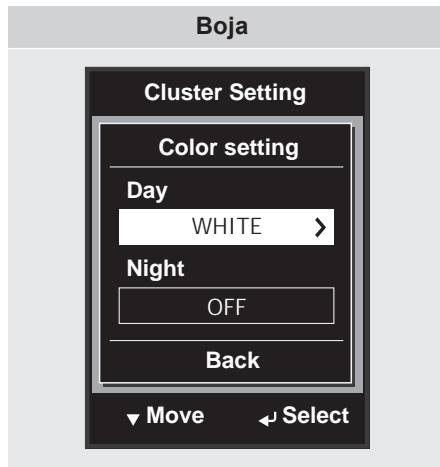 Boja
Cluster Setting
Color setting
Day
WHITE
Night
OFF
Back
Move Select